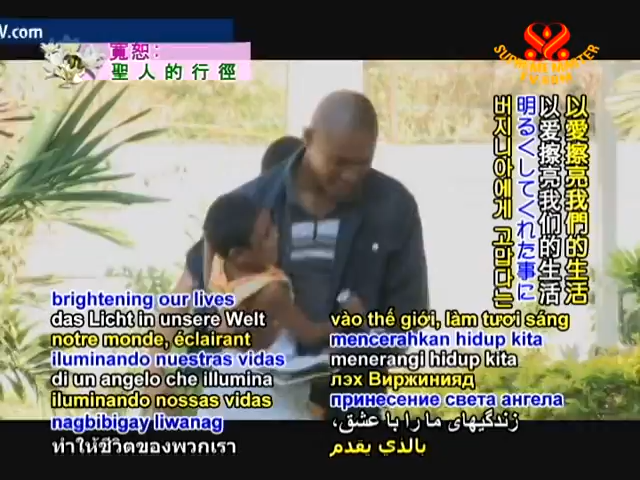 V.com
寬恕：
聖人的行徑
SUPREME MASTER
以愛擦亮我們的生活
以爱擦亮我们的生活
明るくしてくれた事に
버지니아에게 고맙다는
brightening our lives
das Licht in unsere Welt
notre monde, éclairant
iluminando nuestras vidas
di un angelo che illumina
iluminando nossas vidas
nagbibigay liwanag
ทำให้ชีวิตของพวกเรา
vào thế giới, làm tươi sáng
mencerahkan hidup kita
menerangi hidup kita
лэх Виржинияд
принесение света ангела
زندگیهای ما را با عشق،
بالذي يقدم